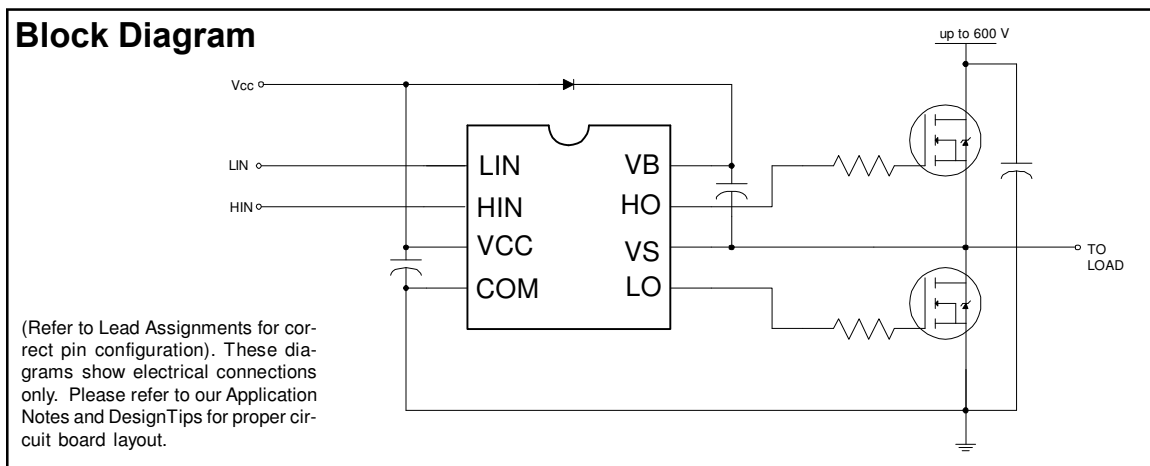 Block Diagram
up to 600 V
Vcc
LIN
HIN
LIN
HIN
VCC
COM
VB
HO
VS
LO
TO
LOAD
(Refer to Lead Assignments for cor-
rect pin configuration). These dia-
grams show electrical connections
only. Please refer to our Application
Notes and DesignTips for proper cir-
cuit board layout.